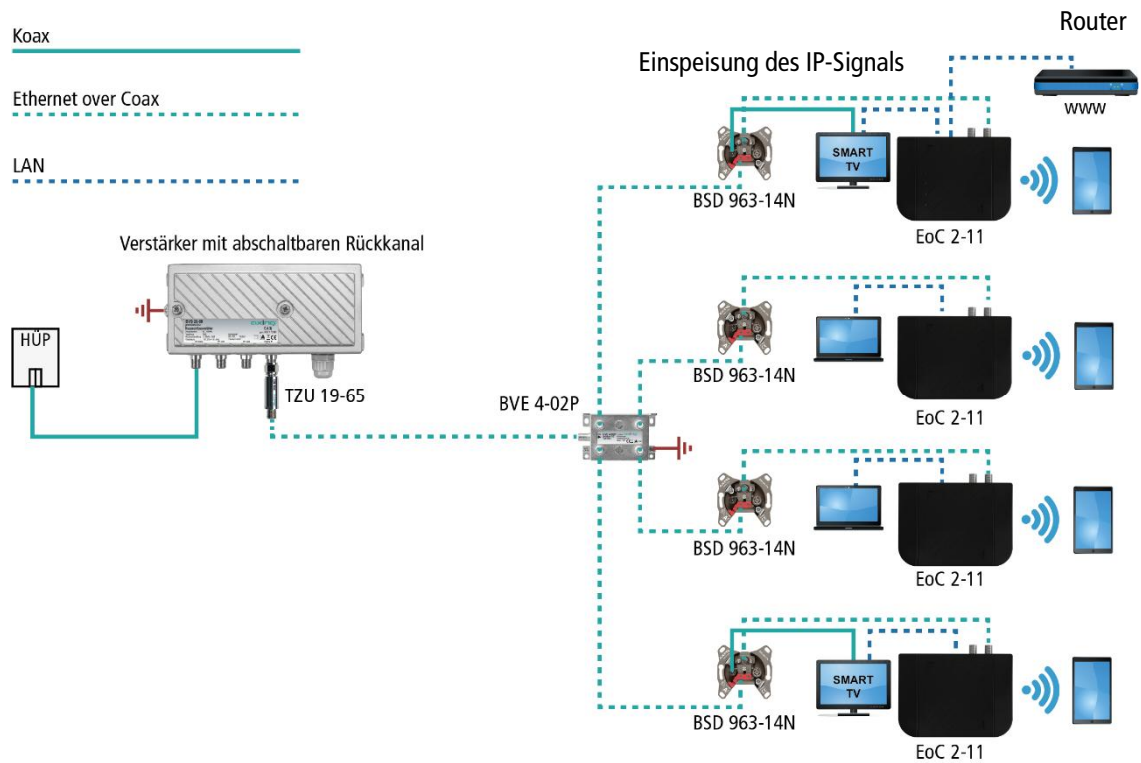 Router
Koax
Einspeisung des IP-Signals
Ethernet over Coax
www
SMART
TV
LAN
BSD 963-14N
EoC 2-11
Verstärker mit abschaltbaren Rückkanal
HÜP
TZU 19-65
BSD 963-14N
EoC 2-11
BVE 4-02P
BSD 963-14N
EoC 2-11
SMART
TV
BSD 963-14N
EoC 2-11